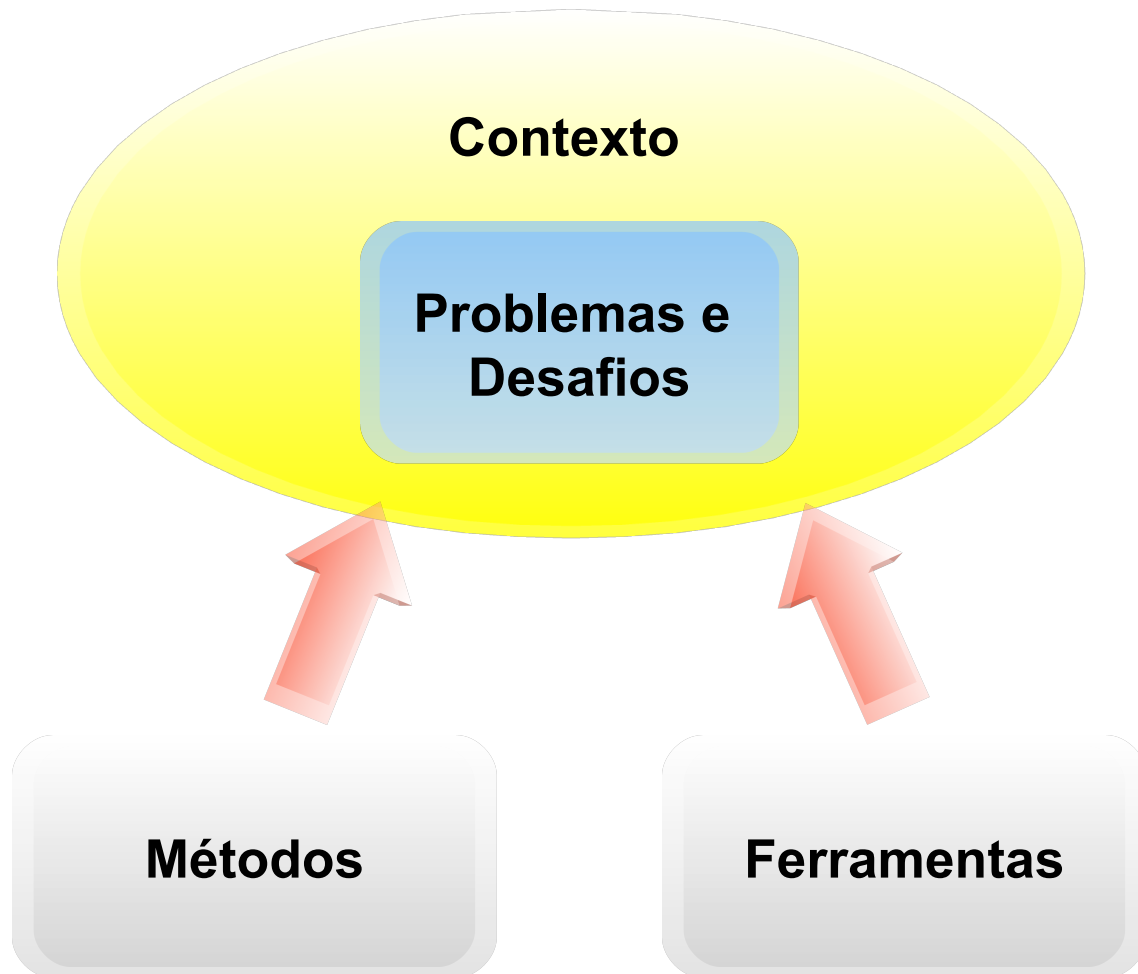 Contexto
Problemas e
Desafios
Métodos
Ferramentas